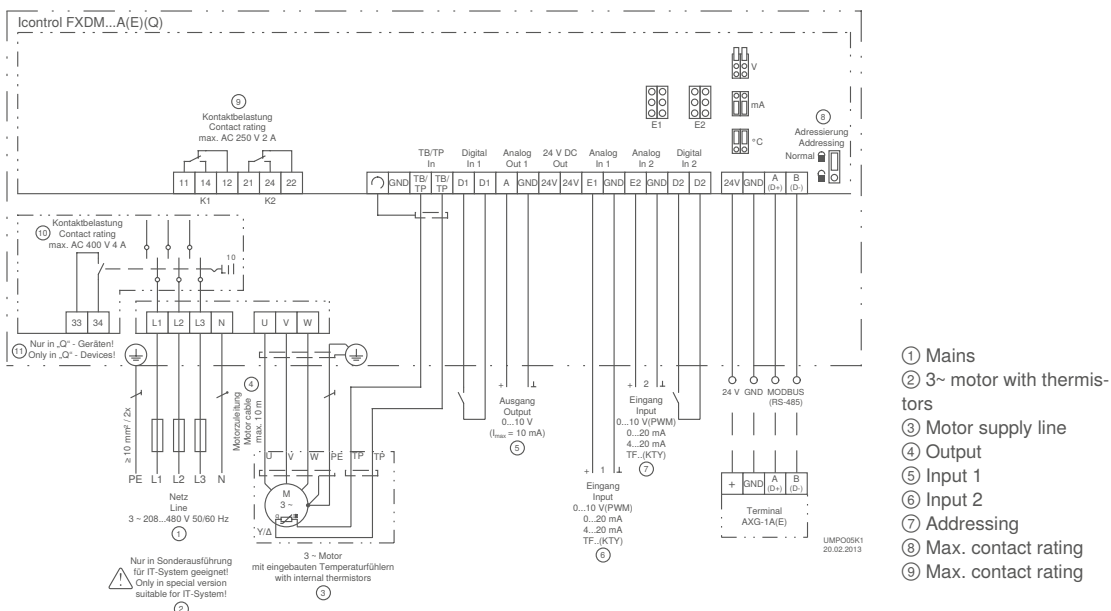 Icontrol FXDM...A(E)(Q)
⑨
Kontaktbelastung
Contact rating
max. AC 250 V 2 A
11 14 12 21 24 22
K1 K2
V
mA
°C
E1 E2
⑧
Adressierung
Addressing
Normal
TB/TP
In
Digital
In 1
Analog
Out 1
24 V DC
Out
Analog
In 1
Analog
In 2
Digital
In 2
GND TB/TP TB/TP D1 D1 A GND 24V 24V E1 GND E2 GND D2 D2
24V GND A (D+) B (D-)
⑩
Kontaktbelastung
Contact rating
max. AC 400 V 4 A
10
33 34
L1 L2 L3 N
U V W
⑪
Nur in „Q“ - Geräten!
Only in „Q“ - Devices!
≥ 10 mm² / 2x
PE L1 L2 L3 N
Netz
Line
3 ~ 208...480 V 50/60 Hz
①
Nur in Sonderausführung
für IT-System geeignet!
Only in special version
suitable for IT-System!
②
④
Motorzuleitung
Motor cable
max. 10 m
U V W PE TP TP
M
3 ~
Y/Δ
3 ~ Motor
mit eingebauten Temperaturfühlern
with internal thermistors
③
+ ⊥
Ausgang
Output
0...10 V
(Imax = 10 mA)
⑤
+ 1 ⊥
Eingang
Input
0...10 V(PWM)
0...20 mA
4...20 mA
TF..(KTY)
⑥
+ 2 ⊥
Eingang
Input
0...10 V(PWM)
0...20 mA
4...20 mA
TF..(KTY)
⑦
24 V GND MODBUS
(RS-485)
+ GND A (D+) B (D-)
Terminal
AXG-1A(E)
UMPO05K1
20.02.2013
① Mains
② 3~ motor with thermis-
tors
③ Motor supply line
④ Output
⑤ Input 1
⑥ Input 2
⑦ Addressing
⑧ Max. contact rating
⑨ Max. contact rating